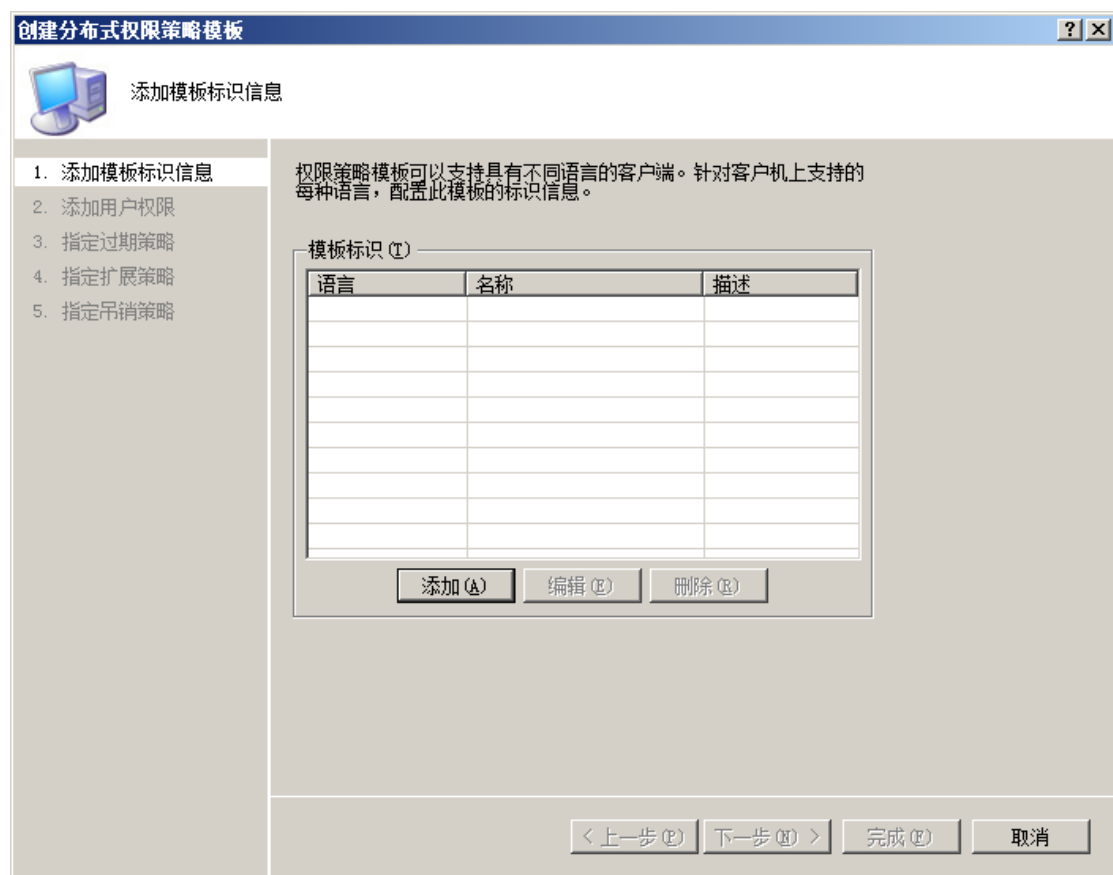 创建分布式权限策略模板
添加模板标识信息
1. 添加模板标识信息
2. 添加用户权限
3. 指定过期策略
4. 指定扩展策略
5. 指定吊销策略
权限策略模板可以支持具有不同语言的客户端。针对客户机上支持的
每种语言，配置此模板的标识信息。
模板标识(T)
语言 名称 描述
添加(A) 编辑(E) 删除(R)
< 上一步(P) 下一步(N) > 完成(F) 取消